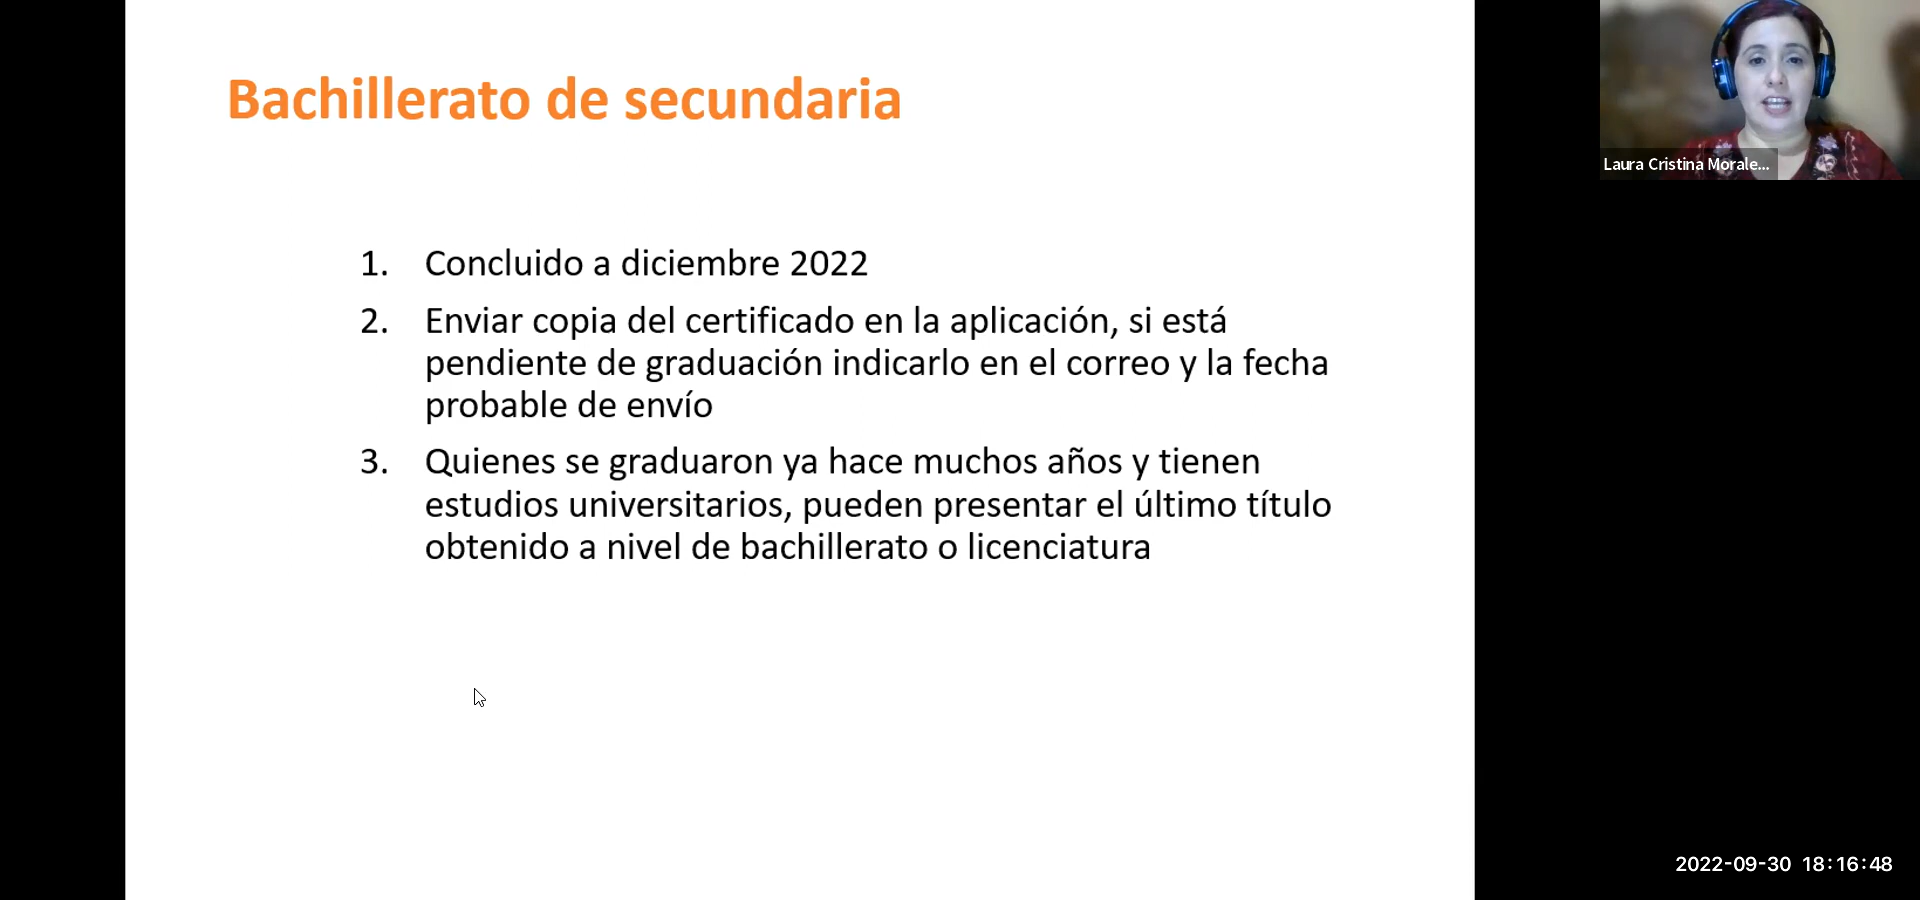 Bachillerato de secundaria
Laura Cristina Morale...
1. Concluido a diciembre 2022
2. Enviar copia del certificado en la aplicación, si está
pendiente de graduación indicarlo en el correo y la fecha
probable de envío
3. Quienes se graduaron ya hace muchos años y tienen
estudios universitarios, pueden presentar el último título
obtenido a nivel de bachillerato o licenciatura
2022-09-30 18:16:48